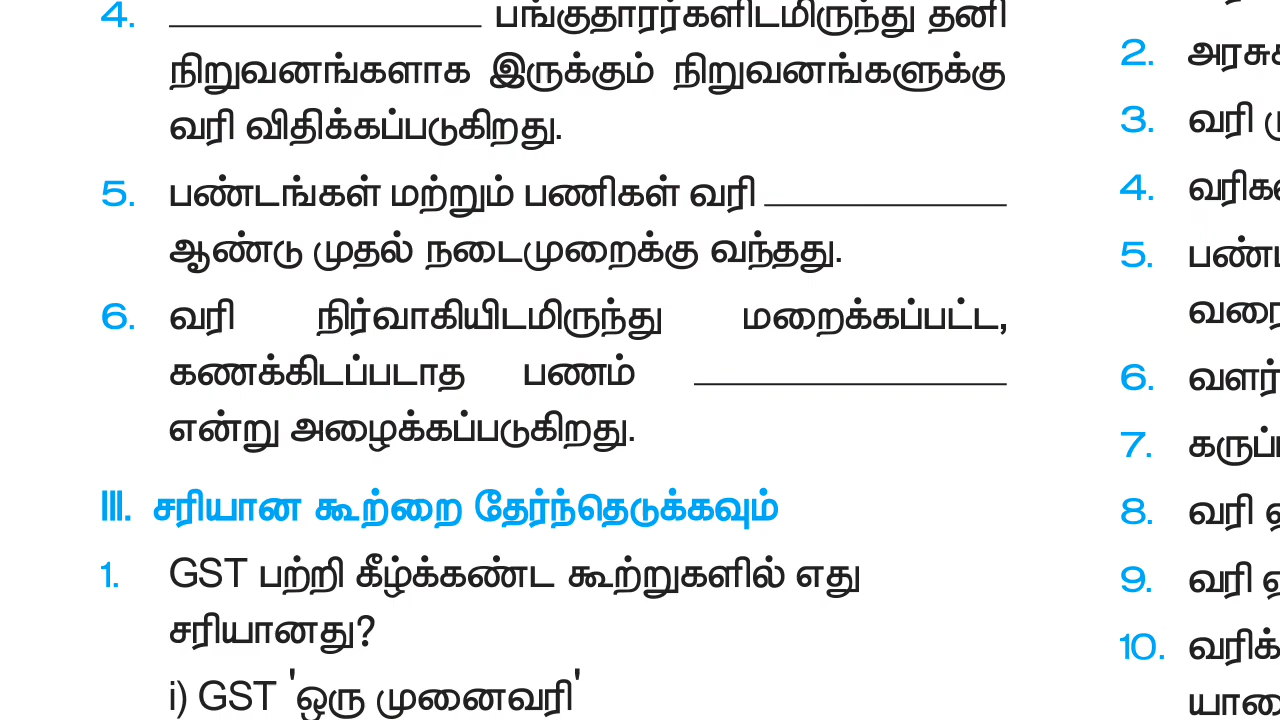 4. ____________ பங்குதாரர்களிடமிருந்து தனி
நிறுவனங்களாக இருக்கும் நிறுவனங்களுக்கு
வரி விதிக்கப்படுகிறது.
5. பண்டங்கள் மற்றும் பணிகள் வரி __________
ஆண்டு முதல் நடைமுறைக்கு வந்தது.
6. வரி நிர்வாகியிடமிருந்து மறைக்கப்பட்ட,
கணக்கிடப்படாத பணம் ____________
என்று அழைக்கப்படுகிறது.
III. சரியான கூற்றை தேர்ந்தெடுக்கவும்
1. GST பற்றி கீழ்க்கண்ட கூற்றுகளில் எது
சரியானது?
i) GST 'ஒரு முனைவரி'
2.
3. வரி
4.
5.
6.
7.
8. வரி
9. வரி
10.